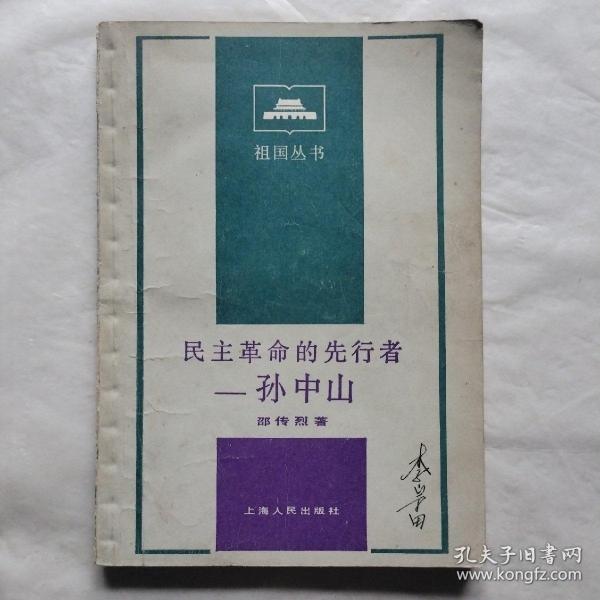 祖国丛书
民主革命的先行者
—孙中山
邵传烈著
上海人民出版社
孔夫子旧书网
www.kongfz.com